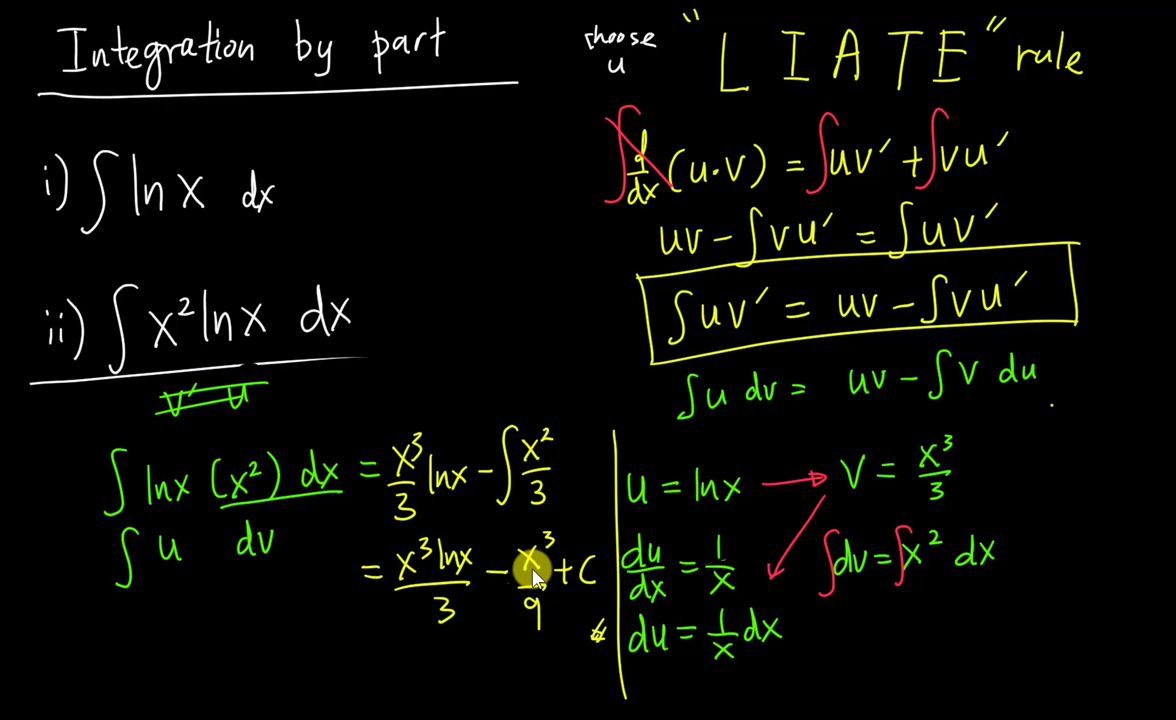 Integration by part
i) ∫ ln x dx
ii) ∫ x² ln x dx
v' u
∫ ln x (x²) dx = x³/3 ln x - ∫ x²/3
∫ u dv
= x³ ln x/3 - x³/9 + C
choose u
"LIATE" rule
∫ d/dx (u·v) = ∫ uv' + ∫ vu'
uv - ∫ vu' = ∫ uv'
∫ uv' = uv - ∫ vu'
∫ u dv = uv - ∫ v du
u = ln x → v = x³/3
du/dx = 1/x ∫ dv = ∫ x² dx
du = 1/x dx